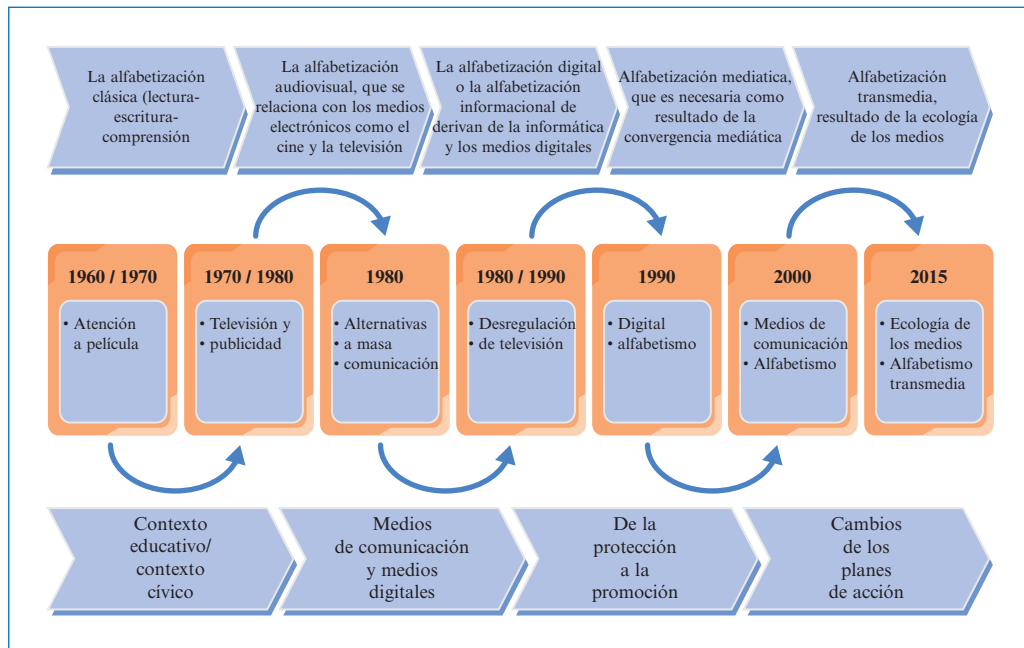 La alfabetización
clásica (lectura-
escritura-
comprensión
La alfabetización
audiovisual, que se
relaciona con los medios
electrónicos como el
cine y la televisión
La alfabetización digital
o la alfabetización
informacional de
derivan de la informática
y los medios digitales
Alfabetización mediatica,
que es necesaria como
resultado de la
convergencia mediática
Alfabetización
transmedia,
resultado de la ecología
de los medios
1960 / 1970
• Atención
a película
1970 / 1980
• Televisión y
• publicidad
1980
• Alternativas
• a masa
• comunicación
1980 / 1990
• Desregulación
• de televisión
1990
• Digital
• alfabetismo
2000
• Medios de
comunicación
• Alfabetismo
2015
• Ecología de
los medios
• Alfabetismo
transmedia
Contexto
educativo/
contexto
cívico
Medios
de comunicación
y medios
digitales
De la
protección
a la
promoción
Cambios
de los
planes
de acción